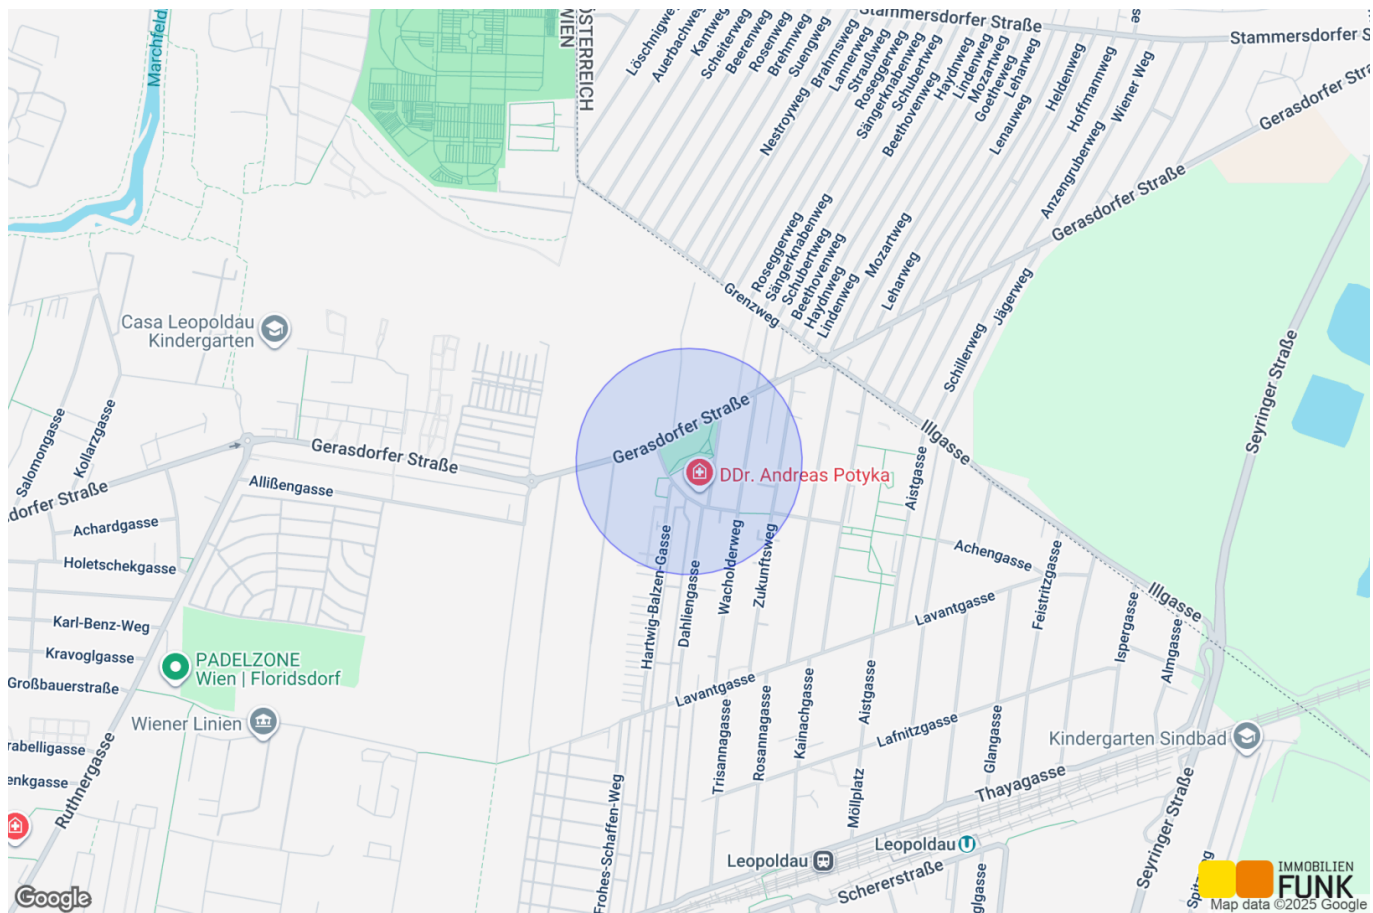 Marchfeld
ÖSTERREICH
WIEN
Löschnigweg
Auerbachweg
Kantweg
Scheiterweg
Beerenweg
Rosenweg
Brehmweg
Suengweg
Nestroyweg
Brahmsweg
Lannerweg
Straußweg
Roseggerweg
Sängerknabenweg
Schubertweg
Beethovenweg
Haydnweg
Lindenweg
Mozartweg
Goetheweg
Leharweg
Lenauweg
Heldenweg
Hoffmannweg
Anzengruberweg
Wiener Weg
Stammersdorfer Straße
Stammersdorfer S
Gerasdorfer Stra
Gerasdorfer Straße
Roseggerweg
Sängerknabenweg
Schubertweg
Beethovenweg
Haydnweg
Lindenweg
Mozartweg
Leharweg
Grenzweg
Schillerweg
Jägerweg
Seyringer Straße
Casa Leopoldau
Kindergarten
Salomongasse
Kollarzgasse
Gerasdorfer Straße
Gerasdorfer Straße
dorfer Straße
Allißengasse
Achardgasse
Holetschekgasse
Karl-Benz-Weg
Kravoglgasse
Großbauerstraße
rabelligasse
enkgasse
Ruthnergasse
PADELZONE
Wien | Floridsdorf
Wiener Linien
DDr. Andreas Potyka
Hartwig-Balzen-Gasse
Dahliengasse
Wacholderweg
Zukunftsweg
Illgasse
Aistgasse
Achengasse
Feistritzgasse
Illgasse
Lavantgasse
Ispergasse
Almgasse
Lavantgasse
Aistgasse
Kainachgasse
Rosannagasse
Trisannagasse
Lafnitzgasse
Glangasse
Möllplatz
Thayagasse
Kindergarten Sindbad
Frohes-Schaffen-Weg
Leopoldau
Leopoldau U
Schererstraße
Seyringer Straße
glgasse
Google
IMMOBILIEN
FUNK
Map data ©2025 Google